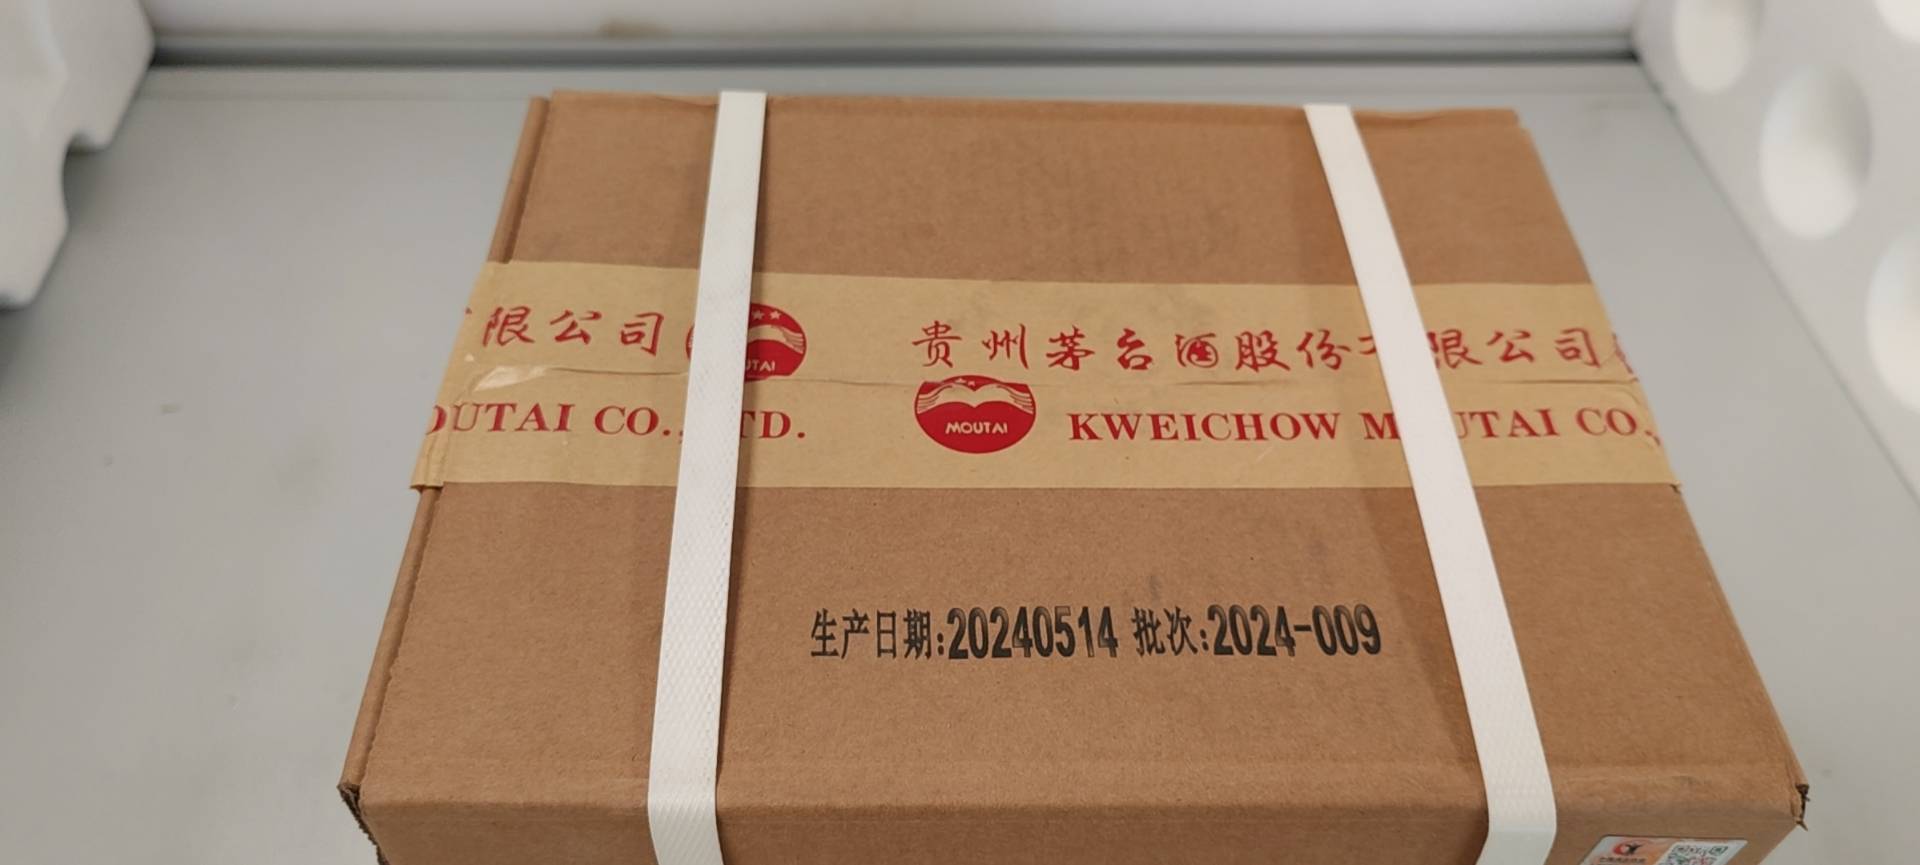 限公司 贵州茅台酒股份 限公司
UTAI
MOUTAI
OUTAI CO., TD. KWEICHOW M UTAI CO.,
生产日期:20240514 批次:2024-009